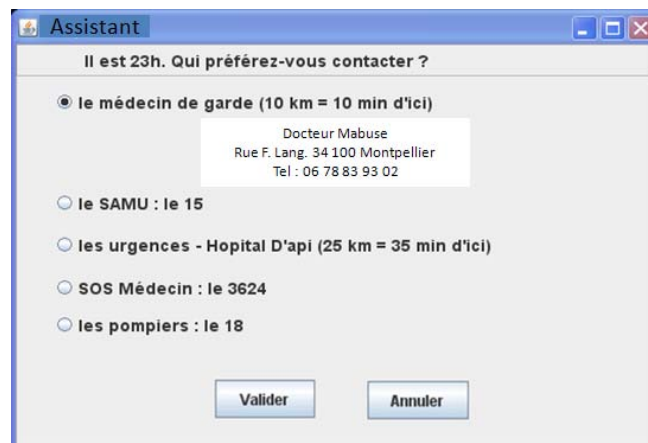 Assistant
Il est 23h. Qui préférez-vous contacter ?
le médecin de garde (10 km = 10 min d'ici)
Docteur Mabuse
Rue F. Lang. 34 100 Montpellier
Tel : 06 78 83 93 02
le SAMU : le 15
les urgences - Hopital D'api (25 km = 35 min d'ici)
SOS Médecin : le 3624
les pompiers : le 18
Valider Annuler